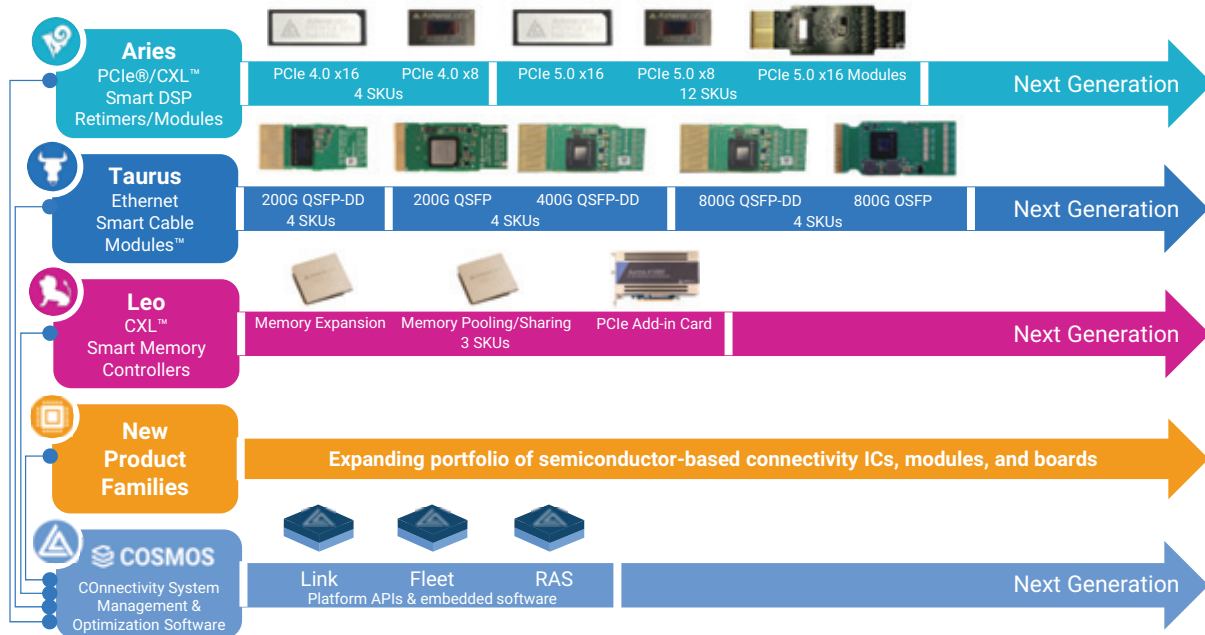 Aries
PCIe®/CXL™
Smart DSP
Retimers/Modules
PCIe 4.0 x16 PCIe 4.0 x8
4 SKUs
PCIe 5.0 x16 PCIe 5.0 x8 PCIe 5.0 x16 Modules
12 SKUs
Next Generation
Taurus
Ethernet
Smart Cable
Modules™
200G QSFP-DD
4 SKUs
200G QSFP 400G QSFP-DD
4 SKUs
800G QSFP-DD 800G OSFP
4 SKUs
Next Generation
Leo
CXL™
Smart Memory
Controllers
Memory Expansion Memory Pooling/Sharing PCIe Add-in Card
3 SKUs
Next Generation
New
Product
Families
Expanding portfolio of semiconductor-based connectivity ICs, modules, and boards
COSMOS
COnnectivity System
Management &
Optimization Software
Link Fleet RAS
Platform APIs & embedded software
Next Generation